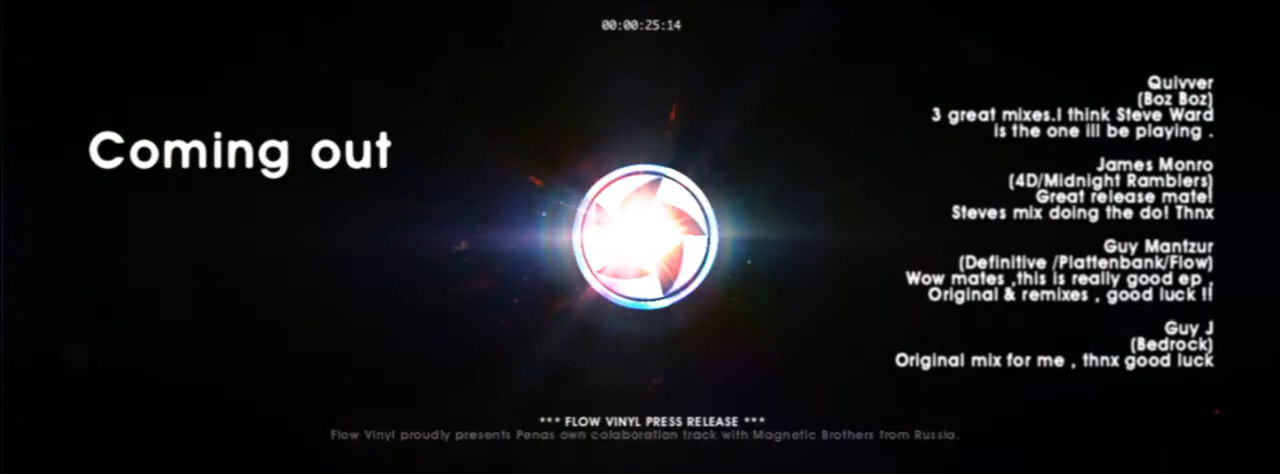 00:00:25:14
Coming out
Quivver
(Boz Boz)
3 great mixes.I think Steve Ward
is the one ill be playing .
James Monro
(4D/Midnight Ramblers)
Great release mate!
Steves mix doing the do! Thnx
Guy Mantzur
(Definitive /Plattenbank/Flow)
Wow mates ,this is really good ep ,
Original & remixes , good luck !!
Guy J
(Bedrock)
Original mix for me , thnx good luck
*** FLOW VINYL PRESS RELEASE ***
Flow Vinyl proudly presents Penas own colaboration track with Magnetic Brothers from Russia.